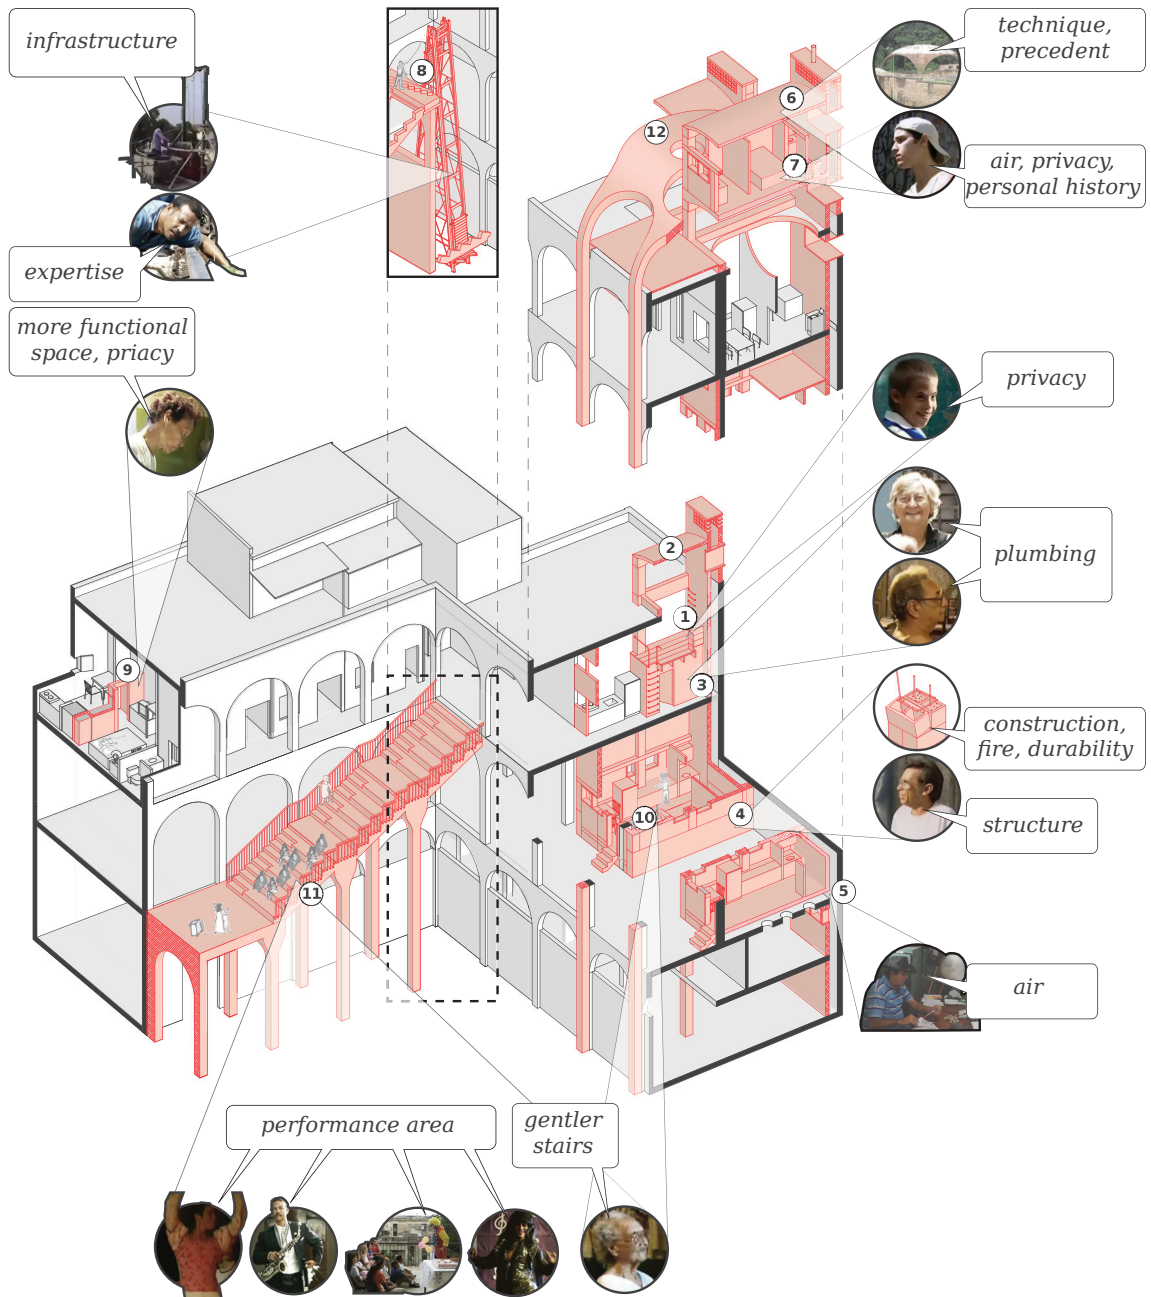 infrastructure
8
technique,
precedent
6
12
7
air, privacy,
personal history
expertise
more functional
space, priacy
privacy
2
plumbing
1
9
3
construction,
fire, durability
4
10
structure
11
5
air
performance area
gentler
stairs